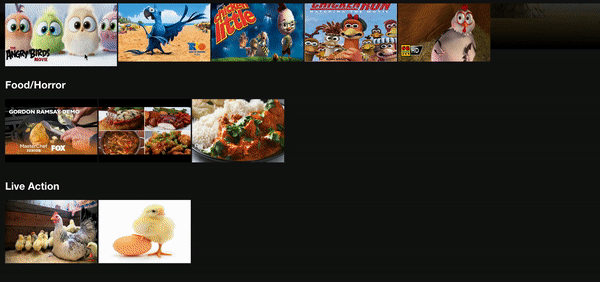 THE
ANGRY BIRDS
MOVIE
RIO
chicken
little
CHICKEN RUN
HD
Food/Horror
GORDON RAMSAY DEMO
MASTERCHEF
JUNIOR
FOX
Live Action